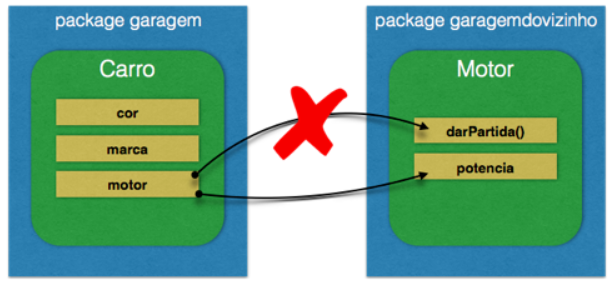 package garagem
Carro
cor
marca
motor
package garagemdovizinho
Motor
darPartida()
potencia